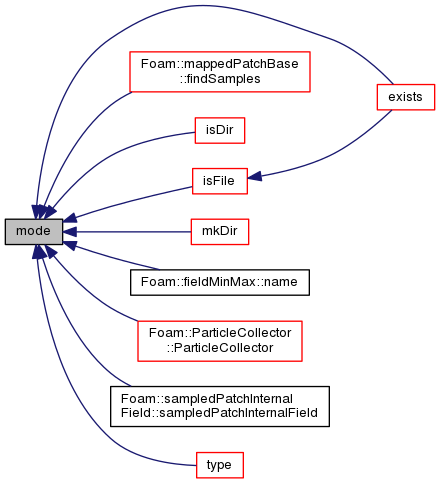 Foam::mappedPatchBase
::findSamples
exists
isDir
isFile
mode
mkDir
Foam::fieldMinMax::name
Foam::ParticleCollector
::ParticleCollector
Foam::sampledPatchInternal
Field::sampledPatchInternalField
type